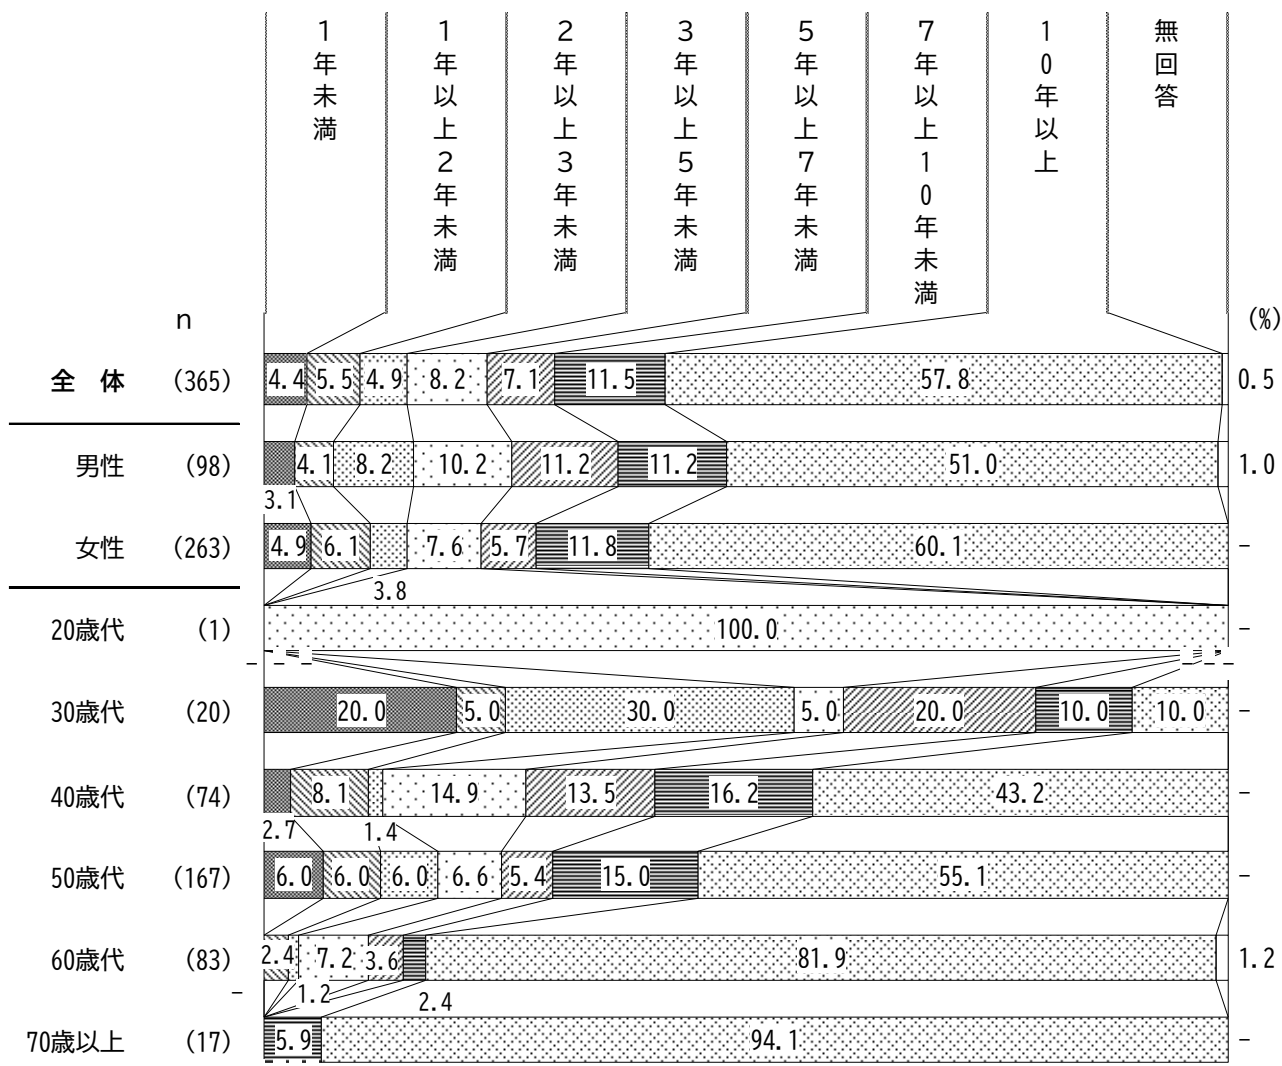 1年未満
1年以上2年未満
2年以上3年未満
3年以上5年未満
5年以上7年未満
7年以上10年未満
10年以上
無回答
n (%)
全 体 (365) 4.4 5.5 4.9 8.2 7.1 11.5 57.8 0.5
男性 (98) 4.1 8.2 10.2 11.2 11.2 51.0 1.0
3.1
女性 (263) 4.9 6.1 7.6 5.7 11.8 60.1 -
3.8
20歳代 (1) 100.0 -
- - - - - - -
30歳代 (20) 20.0 5.0 30.0 5.0 20.0 10.0 10.0 -
40歳代 (74) 8.1 14.9 13.5 16.2 43.2 -
2.7 1.4
50歳代 (167) 6.0 6.0 6.0 6.6 5.4 15.0 55.1 -
60歳代 (83) 2.4 7.2 3.6 81.9 1.2
- 1.2 2.4
70歳以上 (17) 5.9 94.1 -